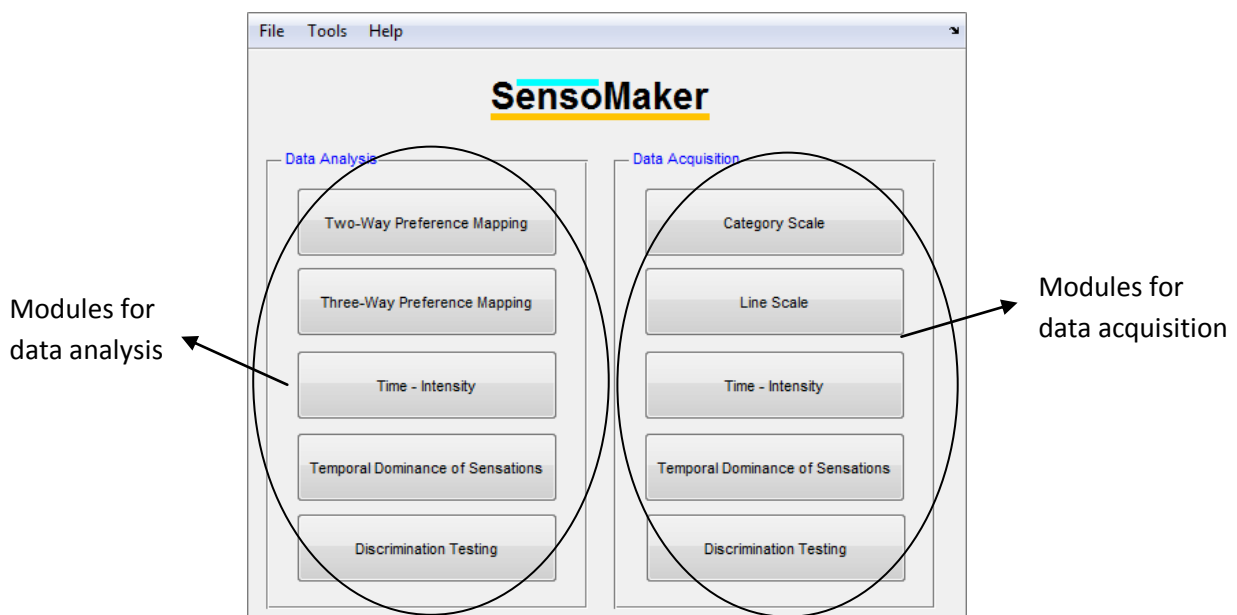 File Tools Help
SensoMaker
Data Analysis
Two-Way Preference Mapping
Three-Way Preference Mapping
Time - Intensity
Temporal Dominance of Sensations
Discrimination Testing
Data Acquisition
Category Scale
Line Scale
Time - Intensity
Temporal Dominance of Sensations
Discrimination Testing
Modules for
data analysis
Modules for
data acquisition